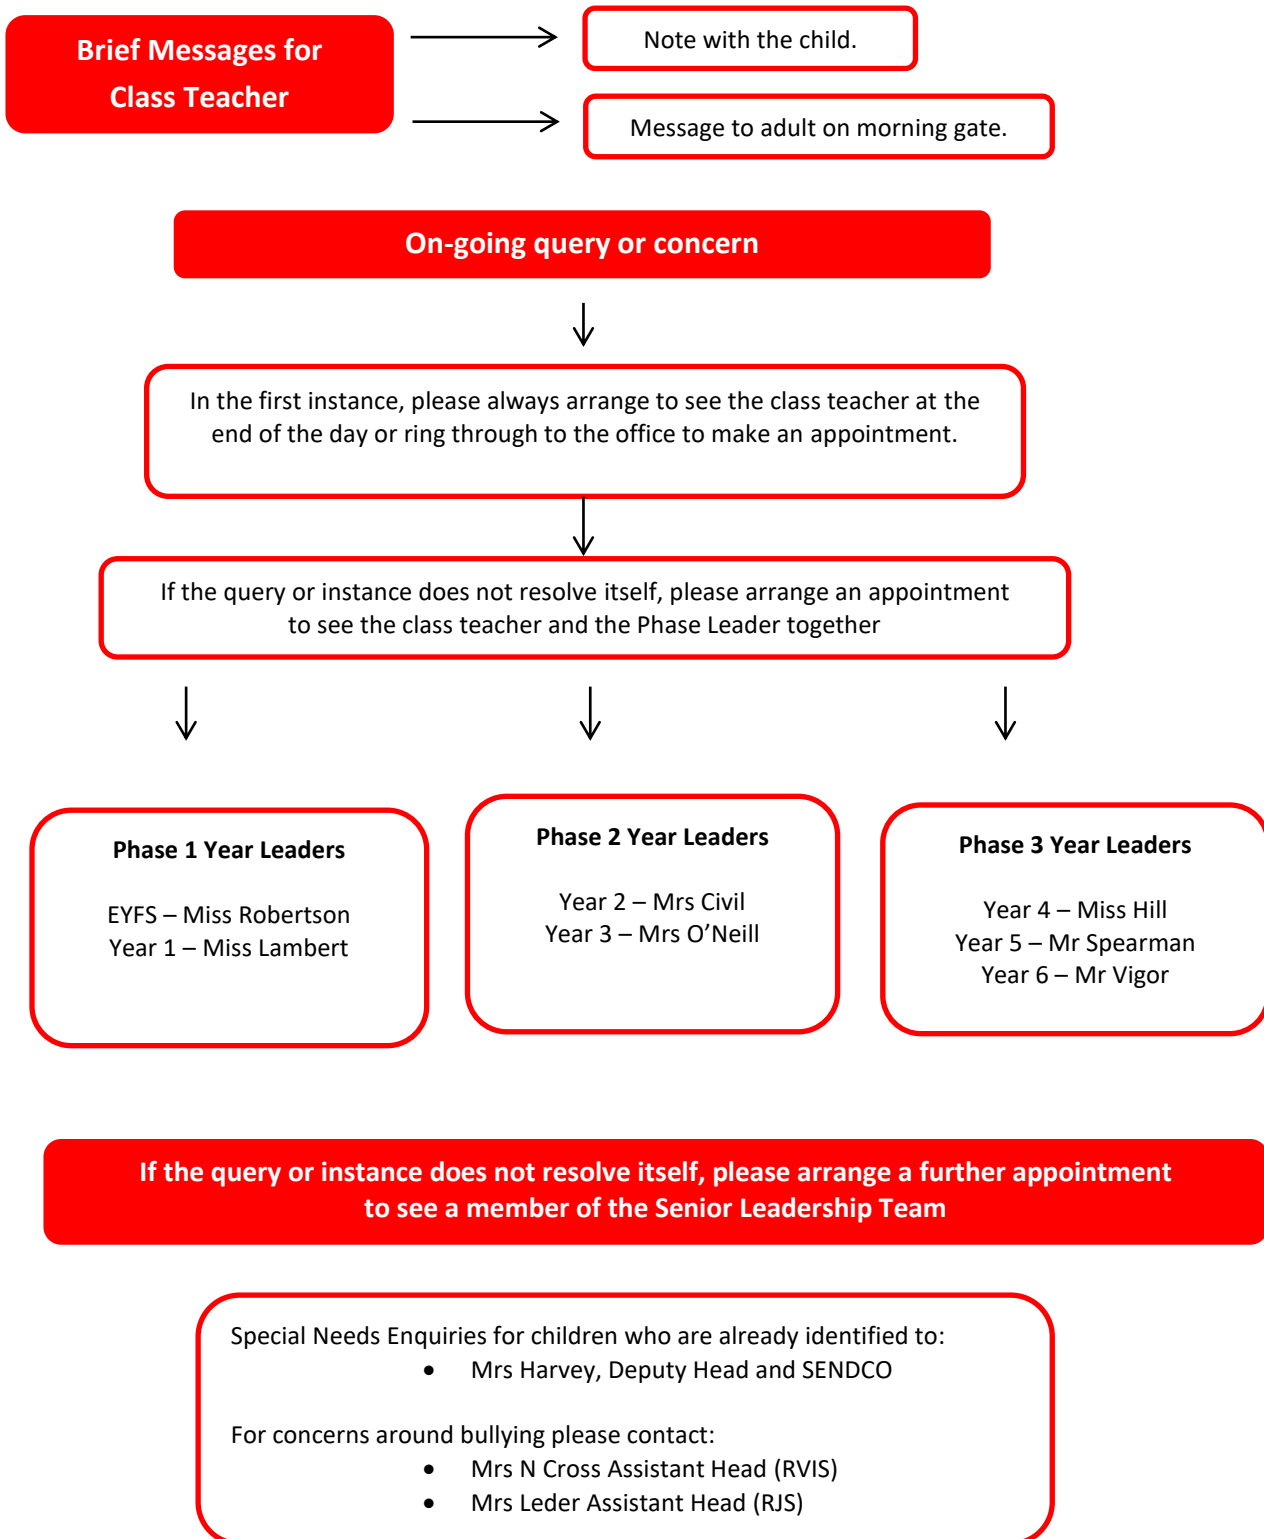 Brief Messages for
Class Teacher
Note with the child.
Message to adult on morning gate.
On-going query or concern
In the first instance, please always arrange to see the class teacher at the
end of the day or ring through to the office to make an appointment.
If the query or instance does not resolve itself, please arrange an appointment
to see the class teacher and the Phase Leader together
Phase 1 Year Leaders
EYFS – Miss Robertson
Year 1 – Miss Lambert
Phase 2 Year Leaders
Year 2 – Mrs Civil
Year 3 – Mrs O’Neill
Phase 3 Year Leaders
Year 4 – Miss Hill
Year 5 – Mr Spearman
Year 6 – Mr Vigor
If the query or instance does not resolve itself, please arrange a further appointment
to see a member of the Senior Leadership Team
Special Needs Enquiries for children who are already identified to:
• Mrs Harvey, Deputy Head and SENDCO
For concerns around bullying please contact:
• Mrs N Cross Assistant Head (RVIS)
• Mrs Leder Assistant Head (RJS)